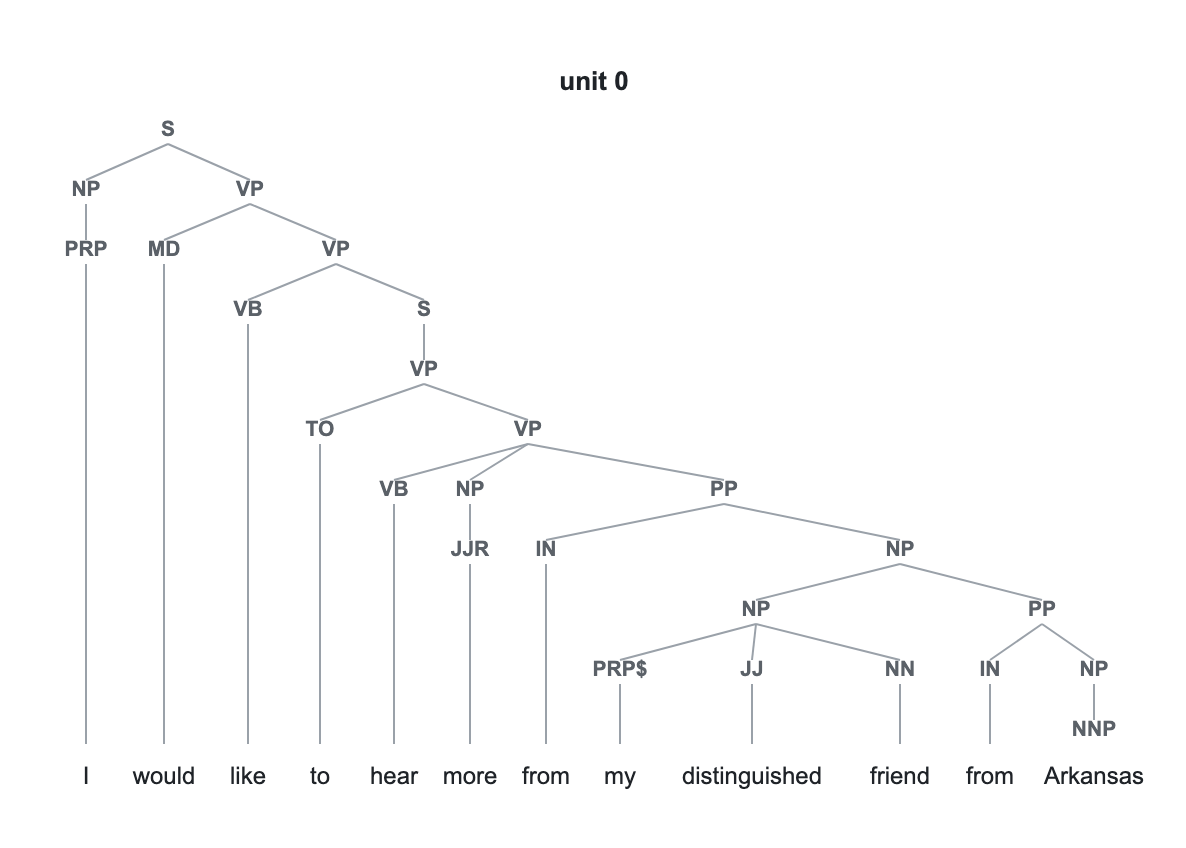 unit 0
S
NP VP
PRP MD VP
VB S
VP
TO VP
VB NP PP
JJR IN NP
NP PP
PRP$ JJ NN IN NP
NNP
I would like to hear more from my distinguished friend from Arkansas